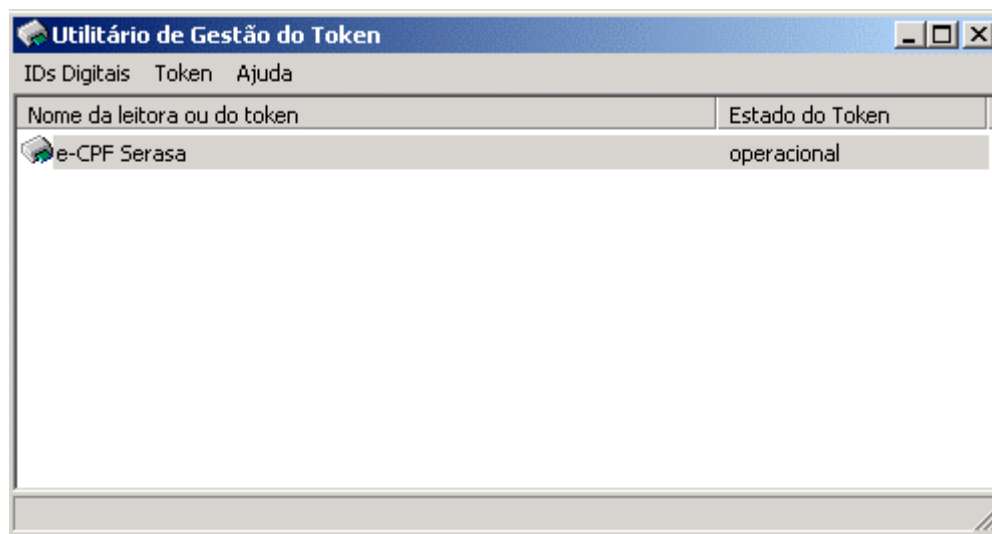 Utilitário de Gestão do Token
IDs Digitais Token Ajuda
Nome da leitora ou do token Estado do Token
e-CPF Serasa operacional